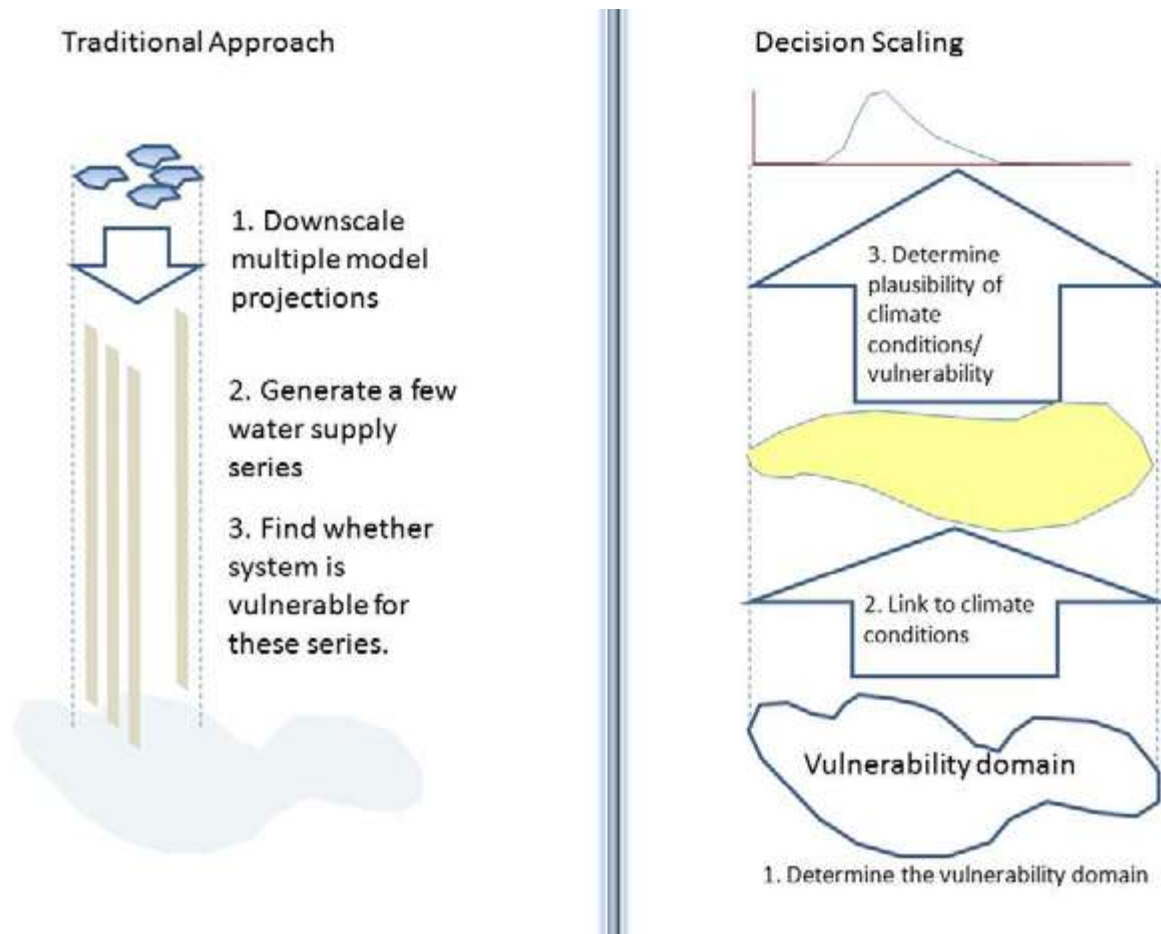 Traditional Approach
1. Downscale
multiple model
projections
2. Generate a few
water supply
series
3. Find whether
system is
vulnerable for
these series.
Decision Scaling
3. Determine
plausibility of
climate
conditions/
vulnerability
2. Link to climate
conditions
Vulnerability domain
1. Determine the vulnerability domain